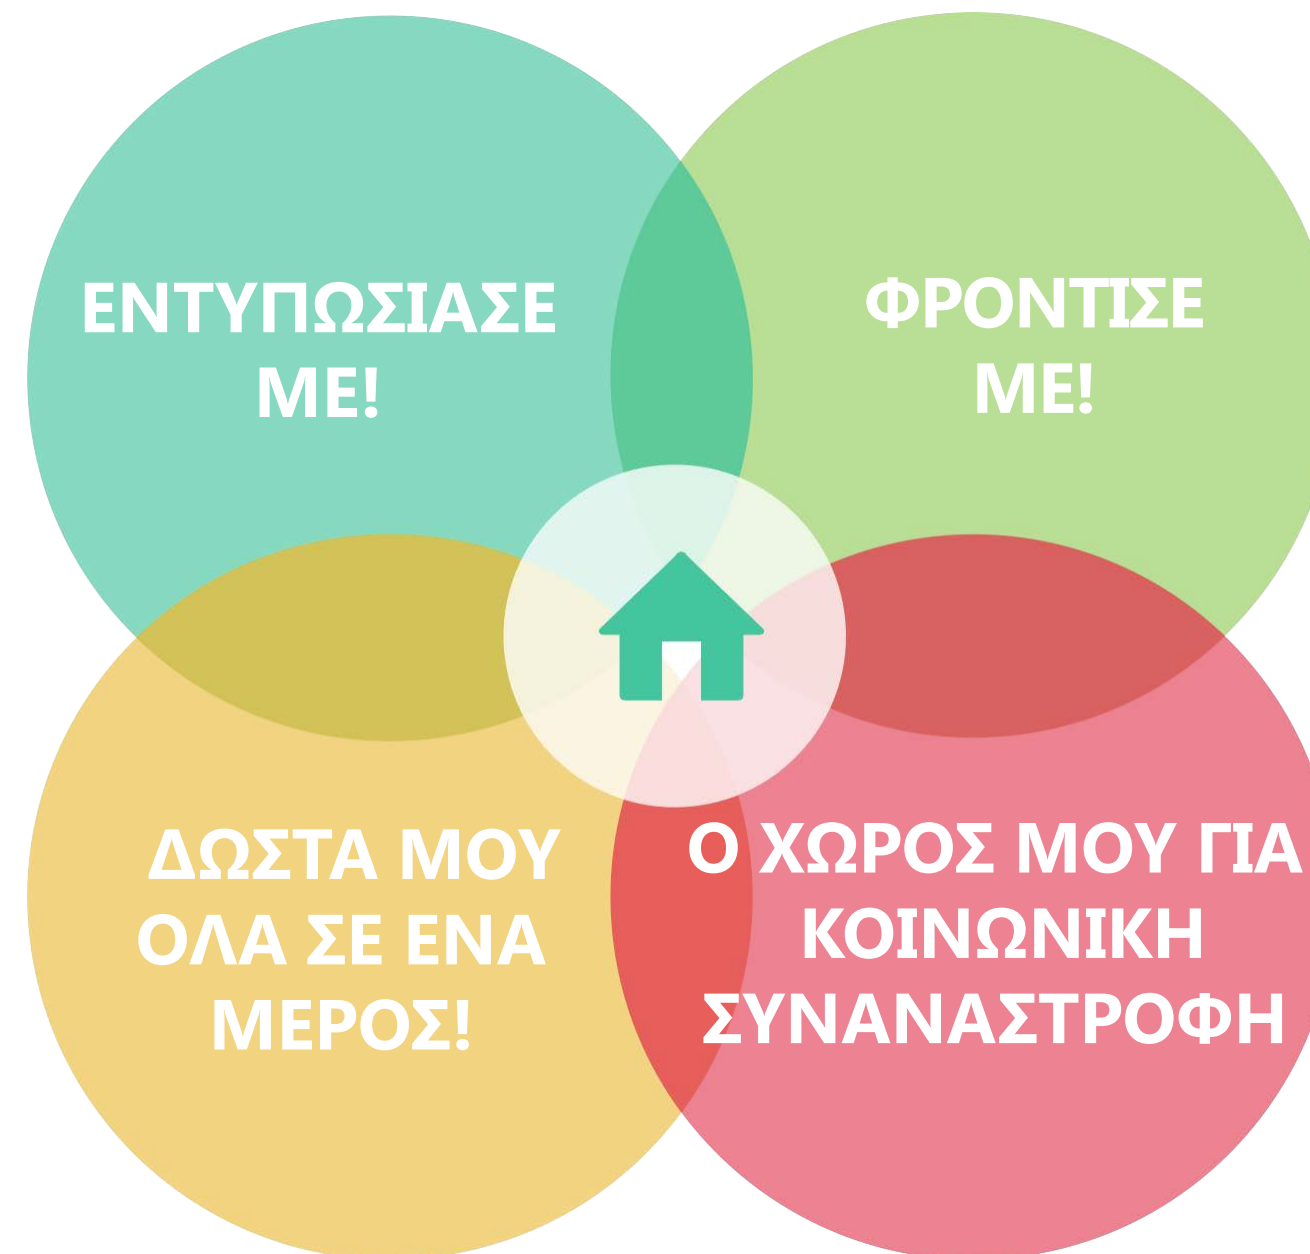 ΕΝΤΥΠΩΣΙΑΣΕ
ΜΕ!
ΦΡΟΝΤΙΣΕ
ΜΕ!
ΔΩΣΤΑ ΜΟΥ
ΟΛΑ ΣΕ ΕΝΑ
ΜΕΡΟΣ!
Ο ΧΩΡΟΣ ΜΟΥ ΓΙΑ
ΚΟΙΝΩΝΙΚΗ
ΣΥΝΑΝΑΣΤΡΟΦΗ